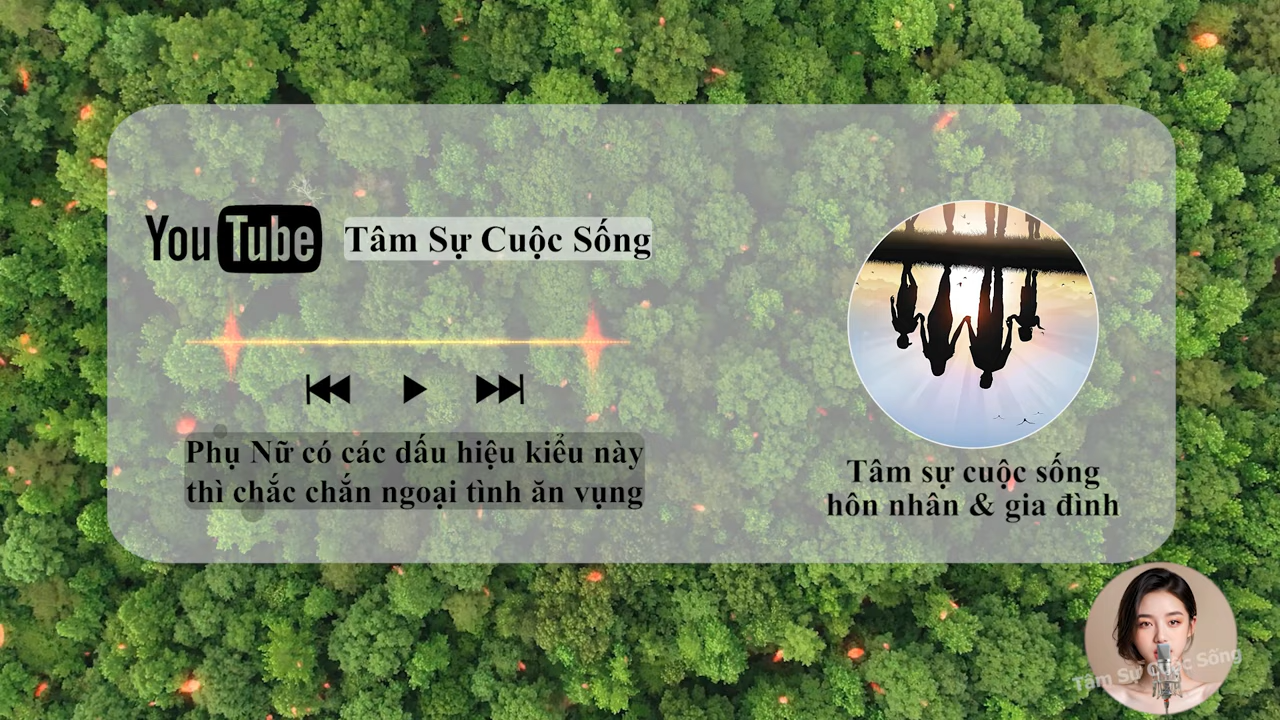 YouTube Tâm Sự Cuộc Sống
Phụ Nữ có các dấu hiệu kiểu này
thì chắc chắn ngoại tình ăn vụng
Tâm sự cuộc sống
hôn nhân & gia đình
Tâm Sự Cuộc Sống